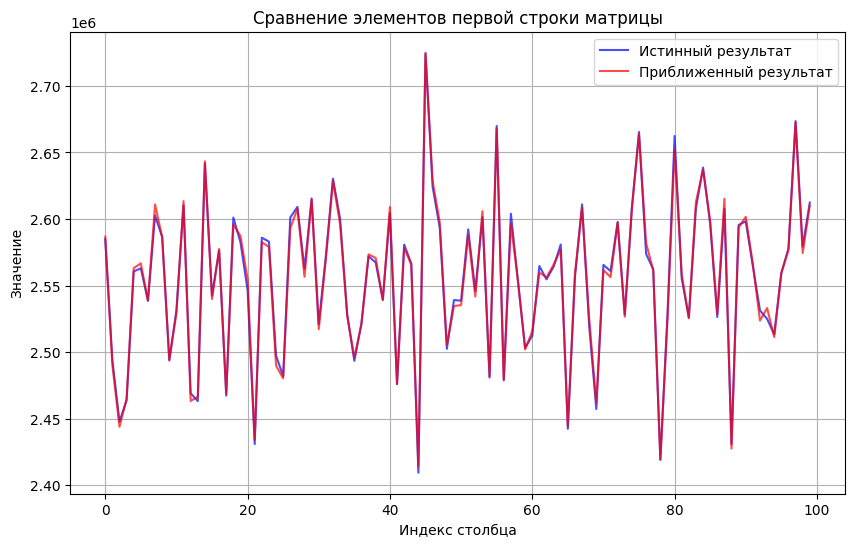 Сравнение элементов первой строки матрицы
1e6
Истинный результат
Приближенный результат
2.70
2.65
2.60
2.55
2.50
2.45
2.40
Значение
0
20
40
60
80
100
Индекс столбца